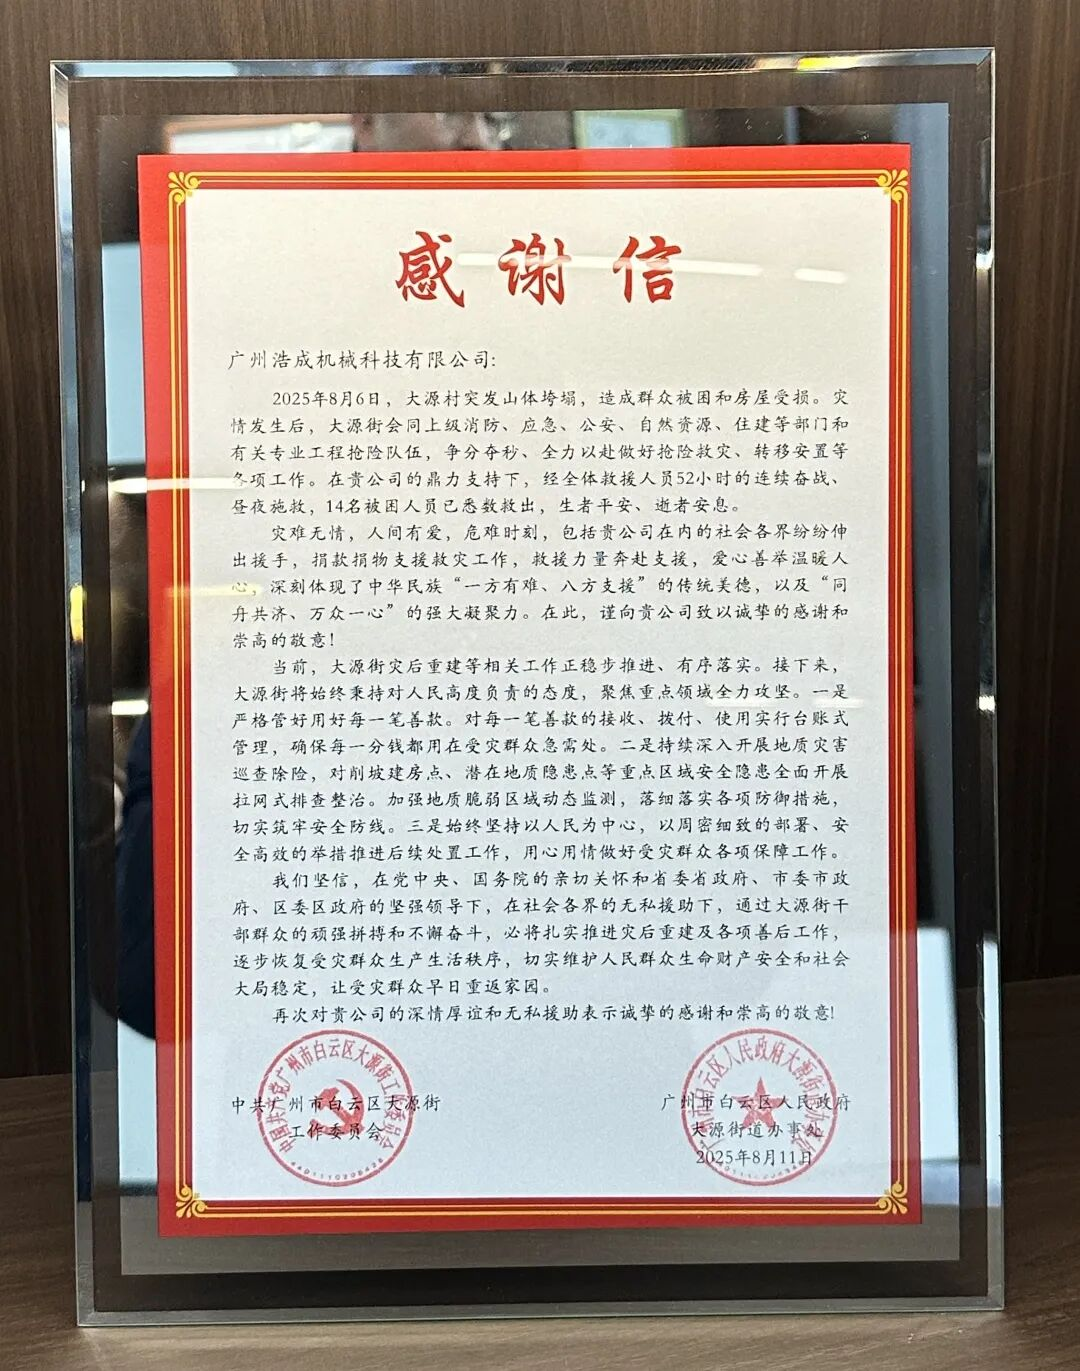 感谢信
广州浩成机械科技有限公司:
2025年8月6日，大源村突发山体垮塌，造成群众被困和房屋受损。灾
情发生后，大源街会同上级消防、应急、公安、自然资源、住建等部门和
有关专业工程抢险队伍，争分夺秒、全力以赴做好抢险救灾、转移安置等
各项工作。在贵公司的鼎力支持下，经全体救援人员52小时的连续奋战、
昼夜施救，14名被困人员已悉数救出，生者平安、逝者安息。
灾难无情，人间有爱，危难时刻，包括贵公司在内的社会各界纷纷伸
出援手，捐款捐物支援救灾工作，救援力量奔赴支援，爱心善举温暖人
心，深刻体现了中华民族“一方有难、八方支援”的传统美德，以及“同
舟共济、万众一心”的强大凝聚力。在此，谨向贵公司致以诚挚的感谢和
崇高的敬意!
当前，大源街灾后重建等相关工作正稳步推进、有序落实。接下来，
大源街将始终秉持对人民高度负责的态度，聚焦重点领域全力攻坚。一是
严格管好用好每一笔善款。对每一笔善款的接收、拨付、使用实行台账式
管理，确保每一分钱都用在受灾群众急需处。二是持续深入开展地质灾害
巡查除险，对削坡建房点、潜在地质隐患点等重点区域安全隐患全面开展
拉网式排查整治。加强地质脆弱区域动态监测，落细落实各项防御措施，
切实筑牢安全防线。三是始终坚持以人民为中心，以周密细致的部署、安
全高效的举措推进后续处置工作，用心用情做好受灾群众各项保障工作。
我们坚信，在党中央、国务院的亲切关怀和省委省政府、市委市政
府、区委区政府的坚强领导下，在社会各界的无私援助下，通过大源街干
部群众的顽强拼搏和不懈奋斗，必将扎实推进灾后重建及各项善后工作，
逐步恢复受灾群众生产生活秩序，切实维护人民群众生命财产安全和社会
大局稳定，让受灾群众早日重返家园。
再次对贵公司的深情厚谊和无私援助表示诚挚的感谢和崇高的敬意!
中共广州市白云区大源街
工作委员会
中国共产党广州市白云区大源街工作委员会
广州市白云区人民政府
大源街道办事处
2025年8月11日
广州市白云区人民政府大源街道办事处